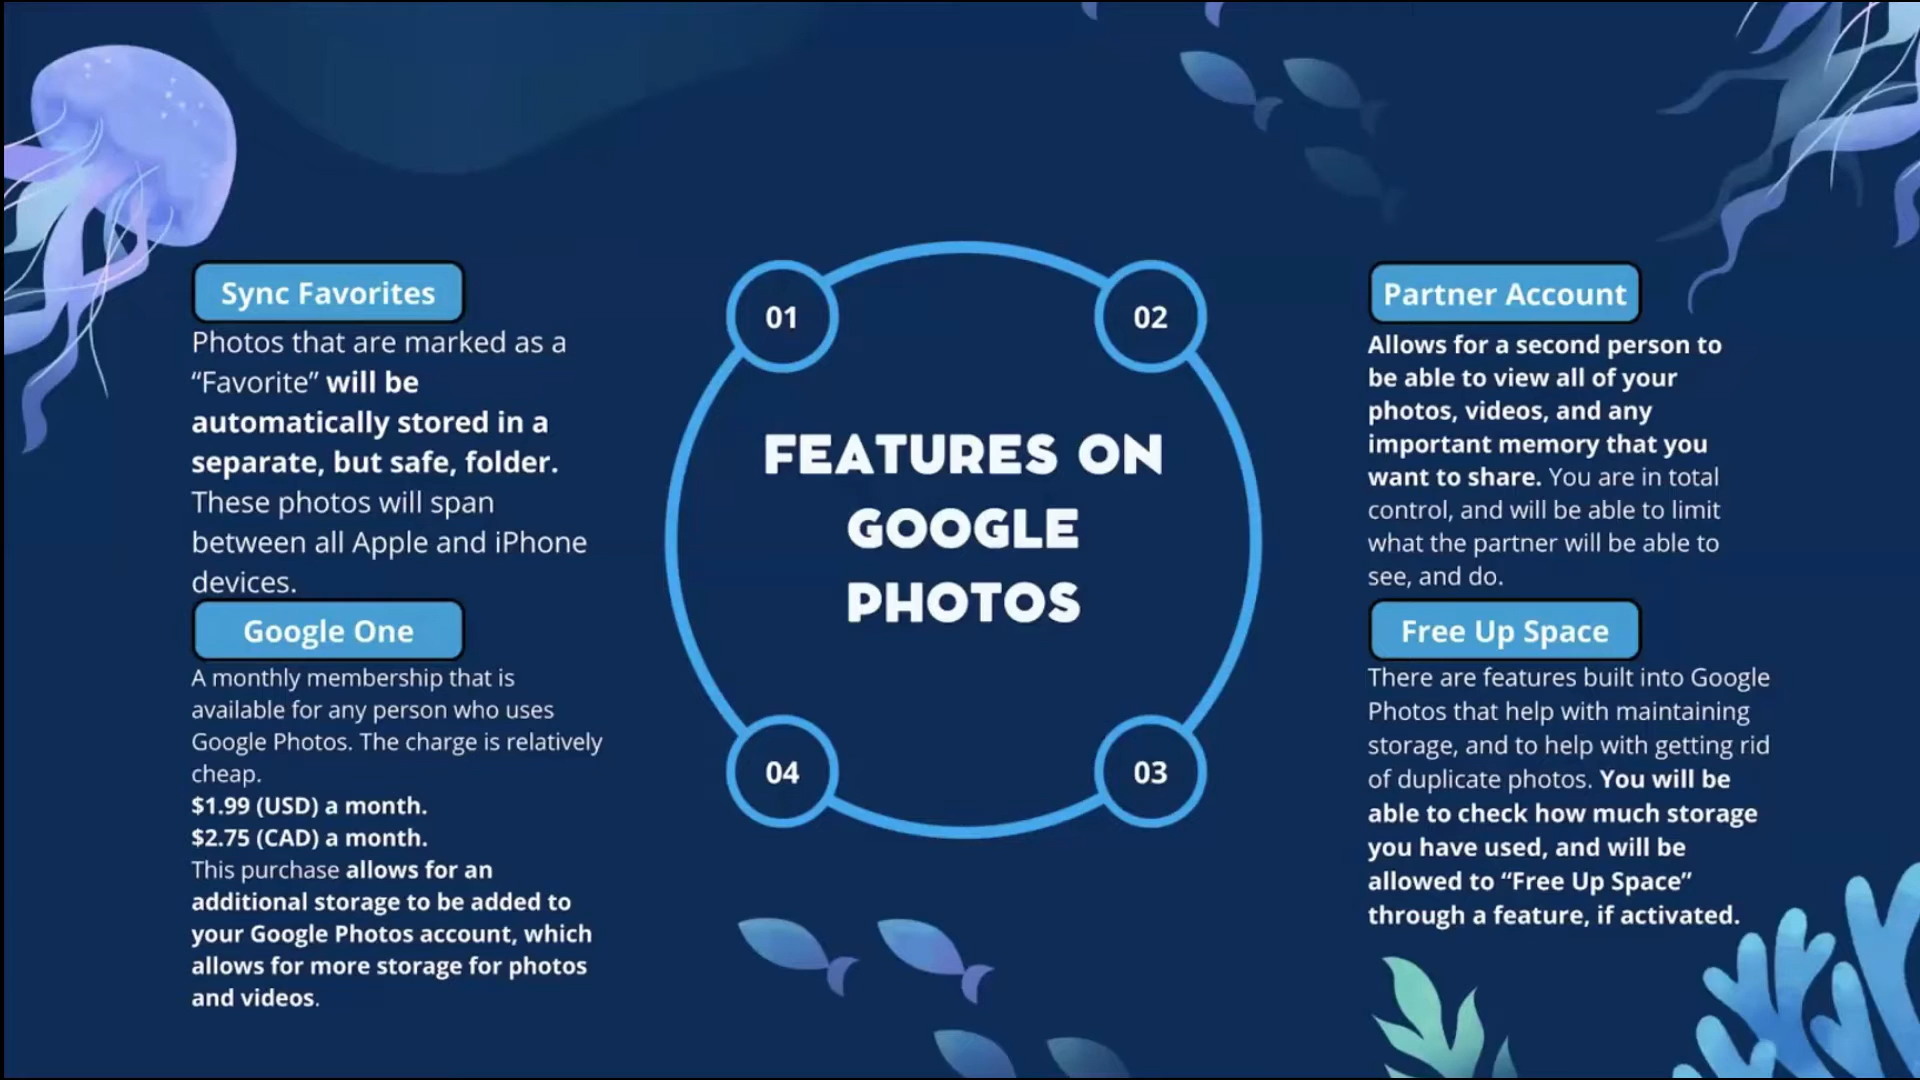 FEATURES ON
GOOGLE
PHOTOS
01
Sync Favorites
Photos that are marked as a
“Favorite” will be
automatically stored in a
separate, but safe, folder.
These photos will span
between all Apple and iPhone
devices.
02
Partner Account
Allows for a second person to
be able to view all of your
photos, videos, and any
important memory that you
want to share. You are in total
control, and will be able to limit
what the partner will be able to
see, and do.
03
Free Up Space
There are features built into Google
Photos that help with maintaining
storage, and to help with getting rid
of duplicate photos. You will be
able to check how much storage
you have used, and will be
allowed to “Free Up Space”
through a feature, if activated.
04
Google One
A monthly membership that is
available for any person who uses
Google Photos. The charge is relatively
cheap.
$1.99 (USD) a month.
$2.75 (CAD) a month.
This purchase allows for an
additional storage to be added to
your Google Photos account, which
allows for more storage for photos
and videos.